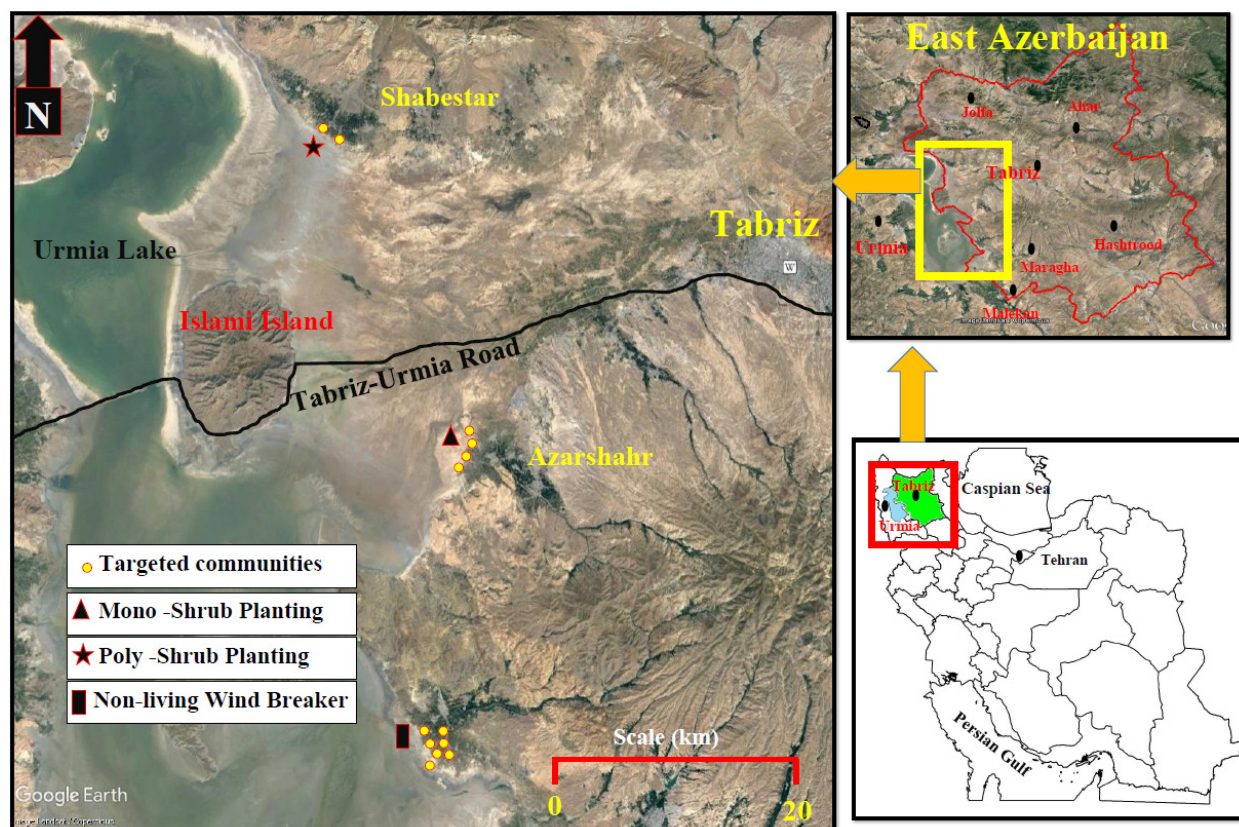 N
Shabestar
Tabriz
W
Urmia Lake
Islami Island
Tabriz-Urmia Road
Azarshahr
Targeted communities
Mono -Shrub Planting
Poly -Shrub Planting
Non-living Wind Breaker
Scale (km)
0
20
Google Earth
East Azerbaijan
Jolfa
Ahar
Tabriz
Urmia
Hashtrood
Maragha
Malekan
Goo
Tabriz
Urmia
Caspian Sea
Tehran
Persian Gulf